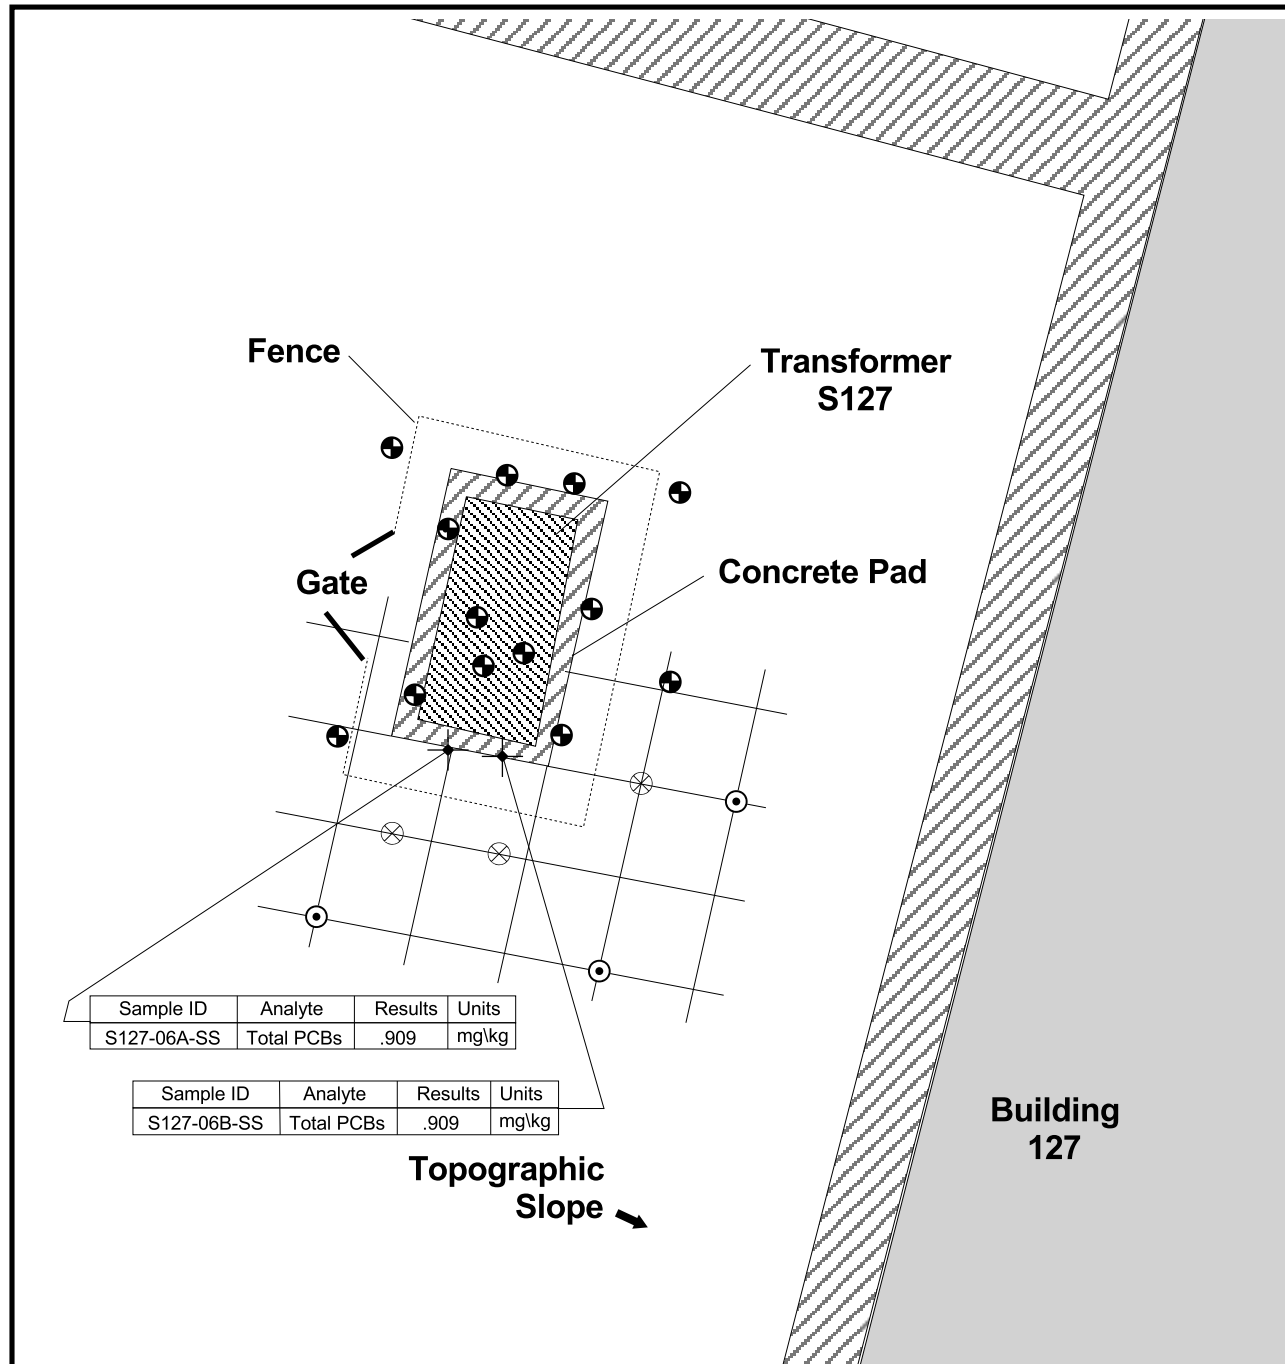 Fence
Transformer
S127
Gate
Concrete Pad
Sample ID Analyte Results Units
S127-06A-SS Total PCBs .909 mg\kg
Sample ID Analyte Results Units
S127-06B-SS Total PCBs .909 mg\kg
Building
127
Topographic
Slope